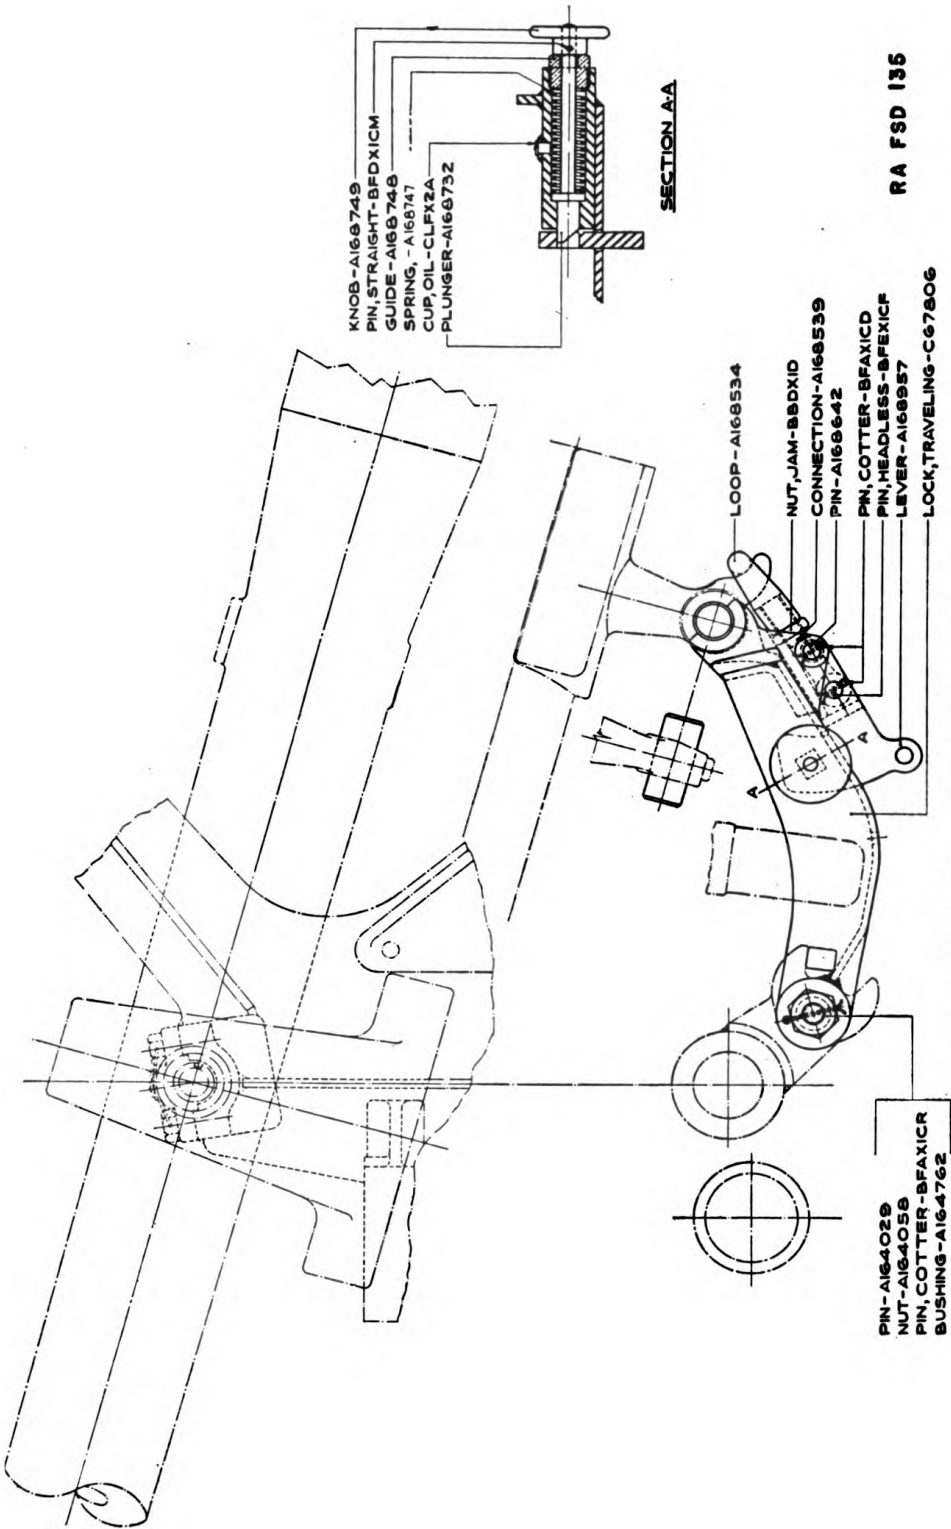 KNOB-A168749
PIN,STRAIGHT-BFDX1CM
GUIDE-A168748
SPRING,-A168747
CUP,OIL-CLFX2A
PLUNGER-A168732
SECTION A-A
LOOP-A168534
NUT,JAM-BBDX1D
CONNECTION-A168539
PIN-A168642
PIN,COTTER-BFAX1CD
PIN,HEADLESS-BFEX1CF
LEVER-A168957
LOCK,TRAVELING-C67806
A
A
PIN-A164029
NUT-A164058
PIN,COTTER-BFAX1CR
BUSHING-A164762
RA FSD 135